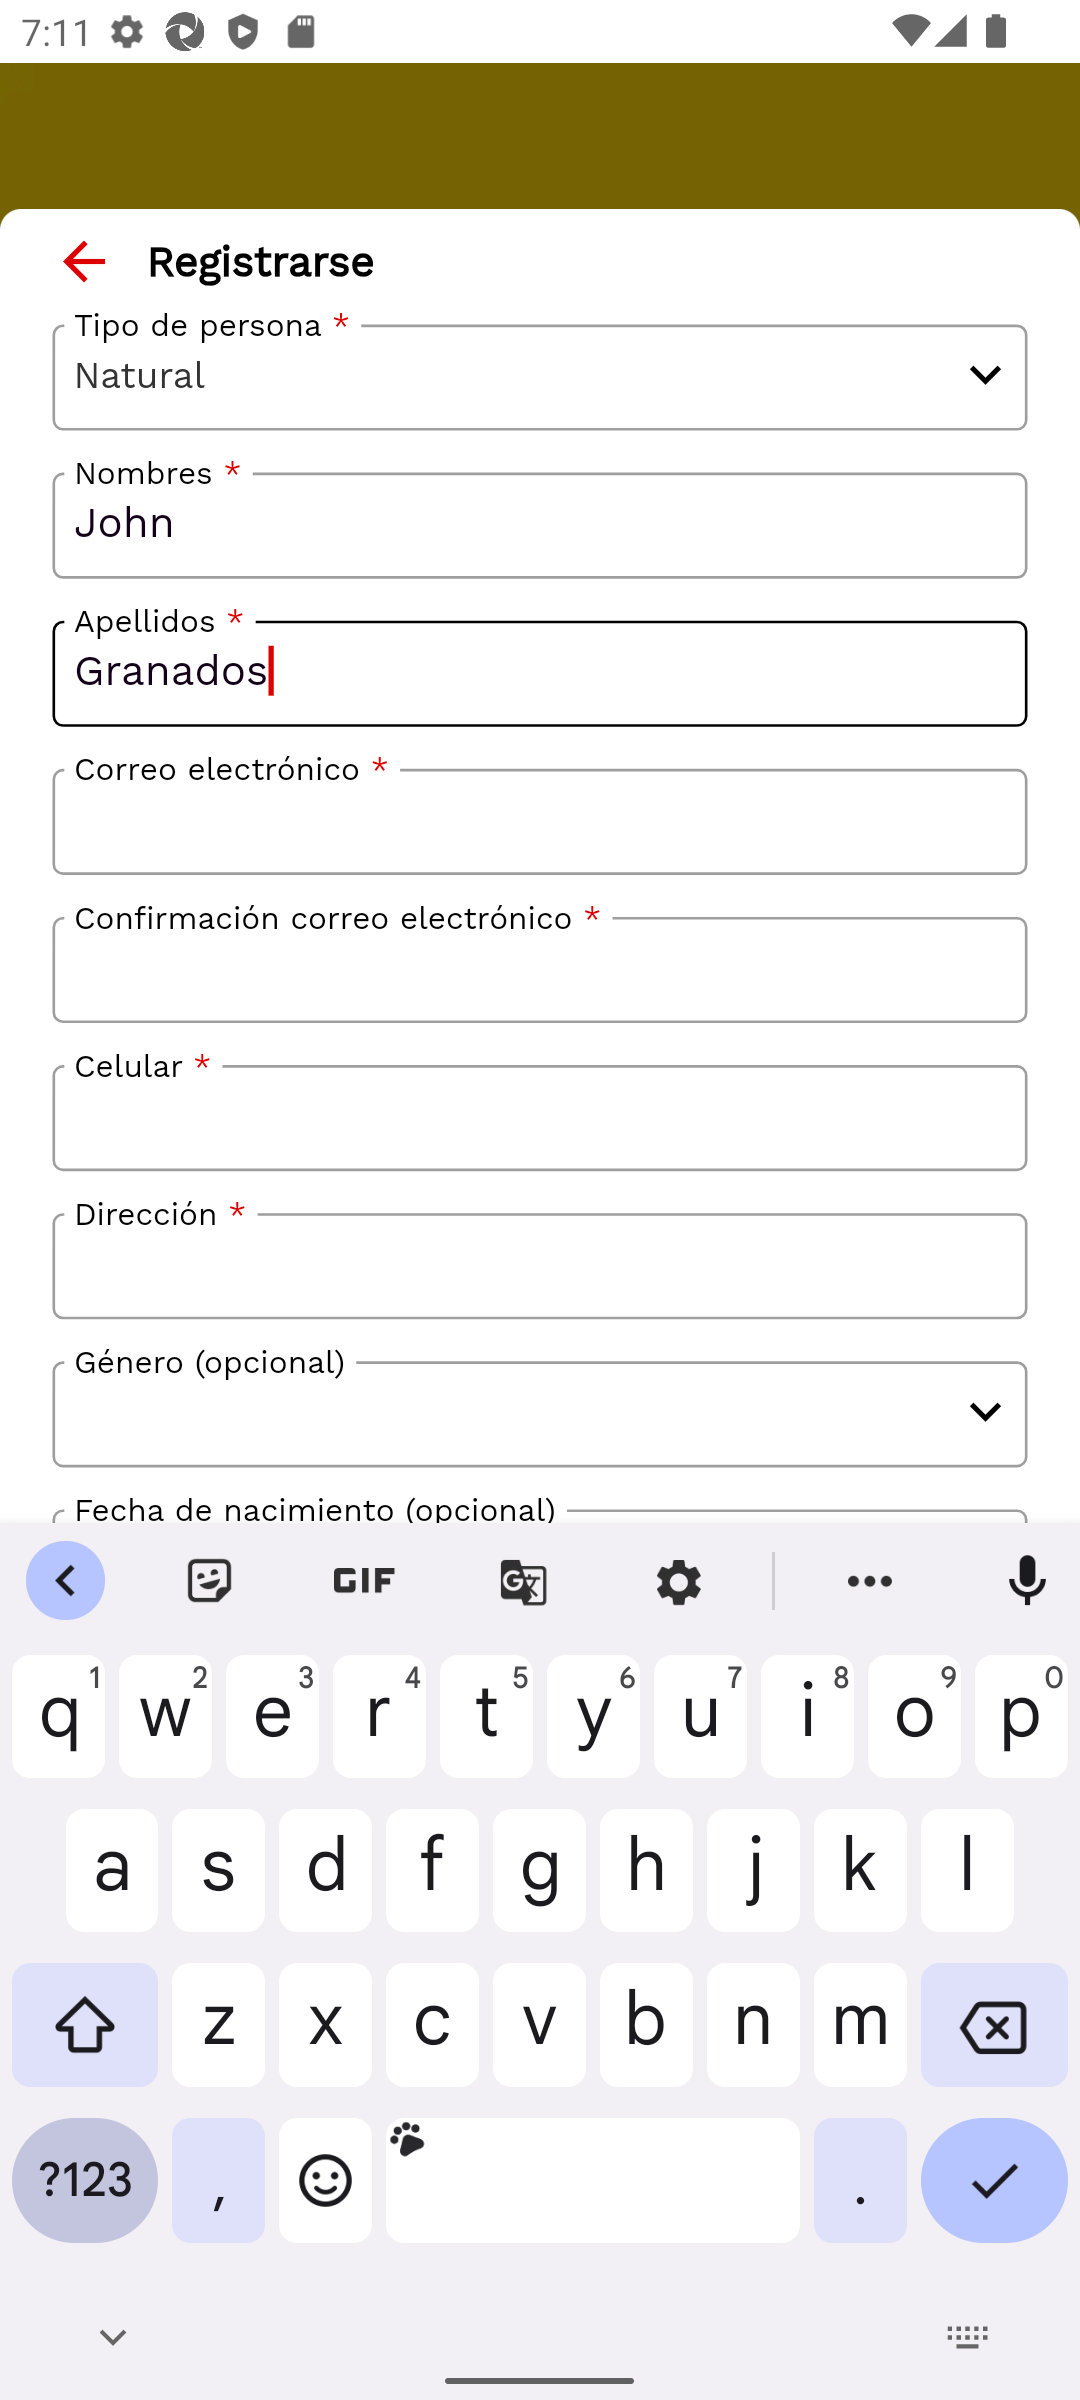 7:11
Registrarse
Tipo de persona *
Natural
Nombres *
John
Apellidos *
Granados
Correo electrónico *
Confirmación correo electrónico *
Celular *
Dirección *
Género (opcional)
Fecha de nacimiento (opcional)
GIF
1 2 3 4 5 6 7 8 9 0
q w e r t y u i o p
a s d f g h j k l
z x c v b n m
?123 , .